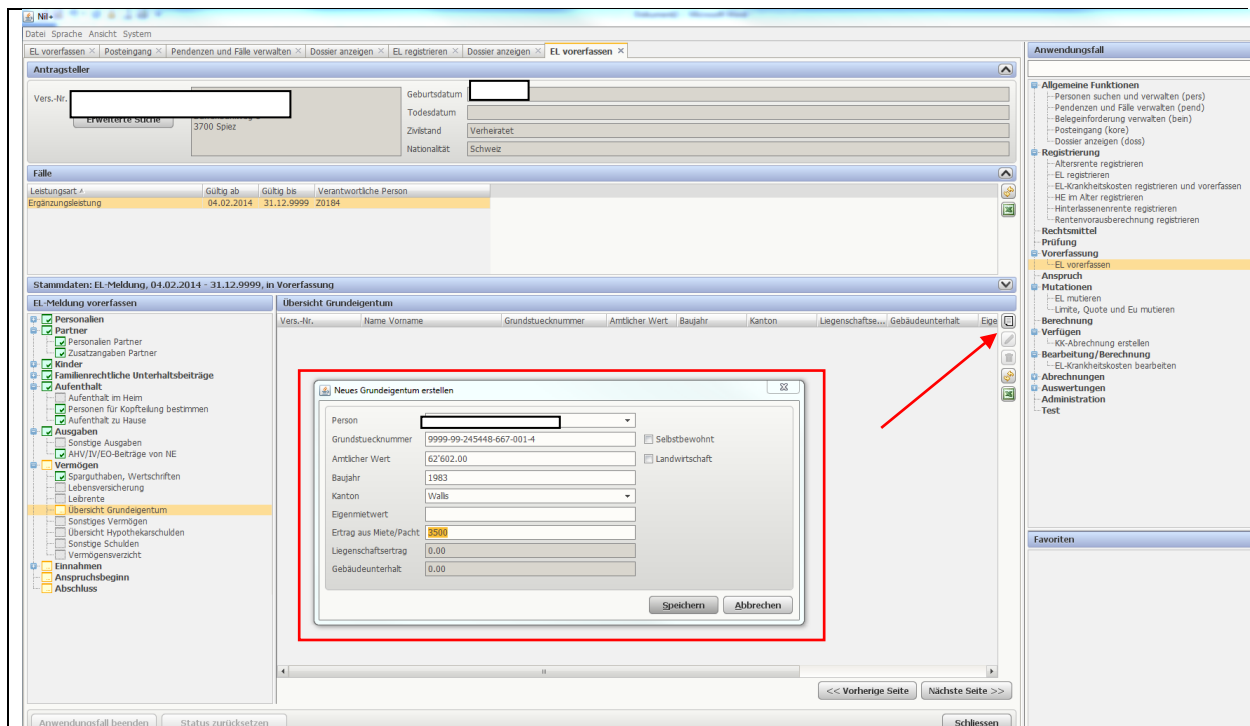 Nil+
Datei Sprache Ansicht System
EL vorerfassen × Posteingang × Pendenzen und Fälle verwalten × Dossier anzeigen × EL registrieren × Dossier anzeigen × EL vorerfassen ×
Antragsteller
Vers.-Nr.
Erweiterte Suche
3700 Spiez
Geburtsdatum
Todesdatum
Zivilstand Verheiratet
Nationalität Schweiz
Fälle
Leistungsart Gültig ab Gültig bis Verantwortliche Person
Ergänzungsleistung 04.02.2014 31.12.9999 Z0184
Stammdaten: EL-Meldung, 04.02.2014 - 31.12.9999, in Vorerfassung
EL-Meldung vorerfassen
Personalien
Partner
Personalien Partner
Zusatzangaben Partner
Kinder
Familienrechtliche Unterhaltsbeiträge
Aufenthalt
Aufenthalt im Heim
Personen für Kopfteilung bestimmen
Aufenthalt zu Hause
Ausgaben
Sonstige Ausgaben
AHV/IV/EO-Beiträge von NE
Vermögen
Sparguthaben, Wertschriften
Lebensversicherung
Leibrente
Übersicht Grundeigentum
Sonstiges Vermögen
Übersicht Hypothekarschulden
Sonstige Schulden
Vermögensverzicht
Einnahmen
Anspruchsbeginn
Abschluss
Übersicht Grundeigentum
Vers.-Nr. Name Vorname Grundstuecknummer Amtlicher Wert Baujahr Kanton Liegenschaftse... Gebäudeunterhalt Eige
Neues Grundeigentum erstellen
Person
Grundstuecknummer 9999-99-245448-667-001-4 Selbstbewohnt
Amtlicher Wert 62'602.00 Landwirtschaft
Baujahr 1983
Kanton Wallis
Eigenmietwert
Ertrag aus Miete/Pacht 3500
Liegenschaftsertrag 0.00
Gebäudeunterhalt 0.00
Speichern Abbrechen
<< Vorherige Seite Nächste Seite >>
Anwendungsfall beenden Status zurücksetzen Schliessen
Anwendungsfall
Allgemeine Funktionen
Personen suchen und verwalten (pers)
Pendenzen und Fälle verwalten (pend)
Belegeinforderung verwalten (bein)
Posteingang (kore)
Dossier anzeigen (doss)
Registrierung
Altersrente registrieren
EL registrieren
EL-Krankheitskosten registrieren und vorerfassen
HE im Alter registrieren
Hinterlassenenrente registrieren
Rentenvorausberechnung registrieren
Rechtsmittel
Prüfung
Vorerfassung
EL vorerfassen
Anspruch
Mutationen
EL mutieren
Limite, Quote und Eu mutieren
Berechnung
Verfügen
KK-Abrechnung erstellen
Bearbeitung/Berechnung
EL-Krankheitskosten bearbeiten
Abrechnungen
Auswertungen
Administration
Test
Favoriten